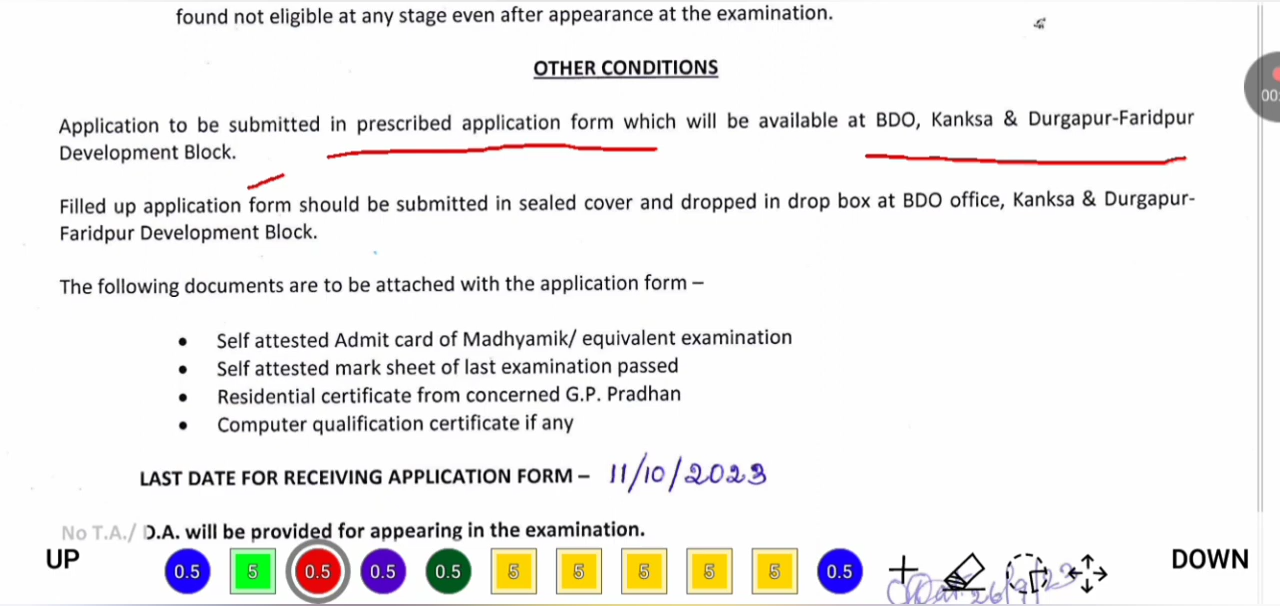 found not eligible at any stage even after appearance at the examination.
OTHER CONDITIONS
Application to be submitted in prescribed application form which will be available at BDO, Kanksa & Durgapur-Faridpur
Development Block.
Filled up application form should be submitted in sealed cover and dropped in drop box at BDO office, Kanksa & Durgapur-
Faridpur Development Block.
The following documents are to be attached with the application form –
• Self attested Admit card of Madhyamik/ equivalent examination
• Self attested mark sheet of last examination passed
• Residential certificate from concerned G.P. Pradhan
• Computer qualification certificate if any
LAST DATE FOR RECEIVING APPLICATION FORM – 11/10/2023
No T.A./ D.A. will be provided for appearing in the examination.
UP 0.5 5 0.5 0.5 0.5 5 5 5 5 5 0.5 DOWN